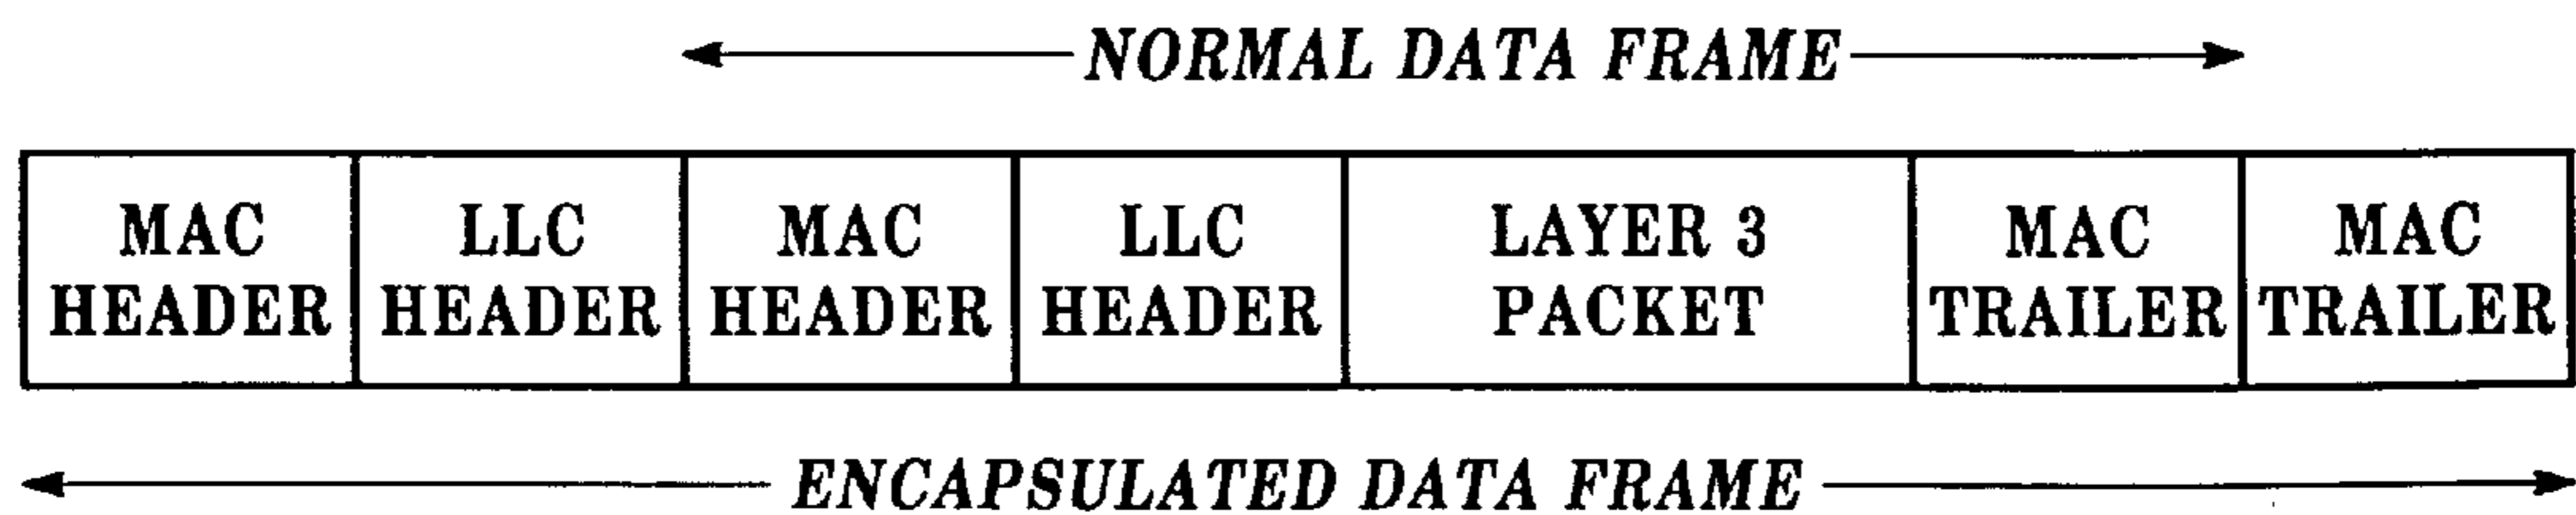 NORMAL DATA FRAME
MAC HEADER
LLC HEADER
MAC HEADER
LLC HEADER
LAYER 3 PACKET
MAC TRAILER
MAC TRAILER
ENCAPSULATED DATA FRAME